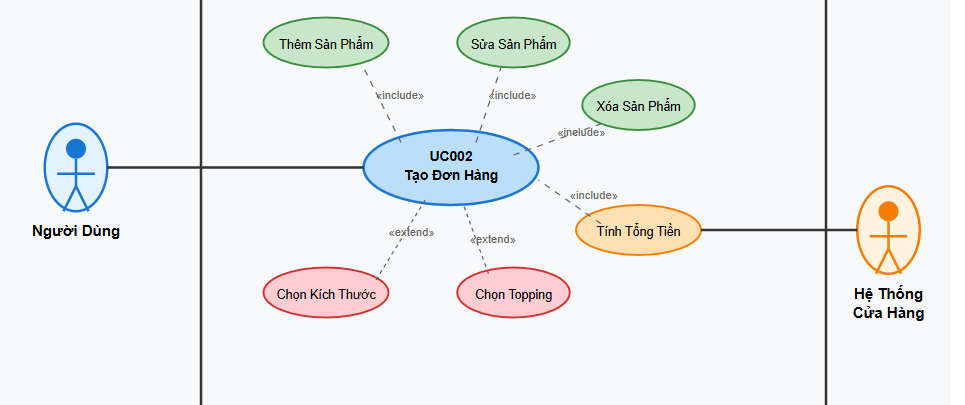 Thêm Sản Phẩm
Sửa Sản Phẩm
«include»
«include»
Xóa Sản Phẩm
«include»
UC002
Tạo Đơn Hàng
«include»
Người Dùng
«extend»
«extend»
Tính Tổng Tiền
Chọn Kích Thước
Chọn Topping
Hệ Thống
Cửa Hàng